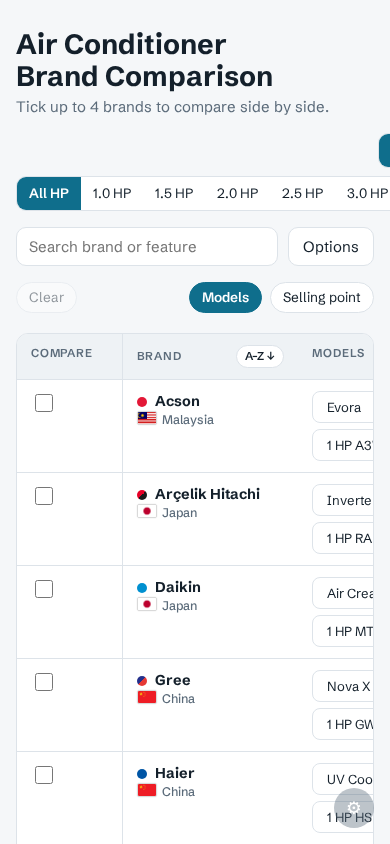 Air Conditioner
Brand Comparison
Tick up to 4 brands to compare side by side.
All HP 1.0 HP 1.5 HP 2.0 HP 2.5 HP 3.0 HP
Search brand or feature Options
Clear Models Selling point
COMPARE BRAND A-Z ↓ MODELS
Acson Evora
Malaysia
1 HP
Arçelik Hitachi
Japan
1 HP
Daikin Air
Japan
1 HP
Gree Nova X
China
1 HP
Haier UV
China
1 HP